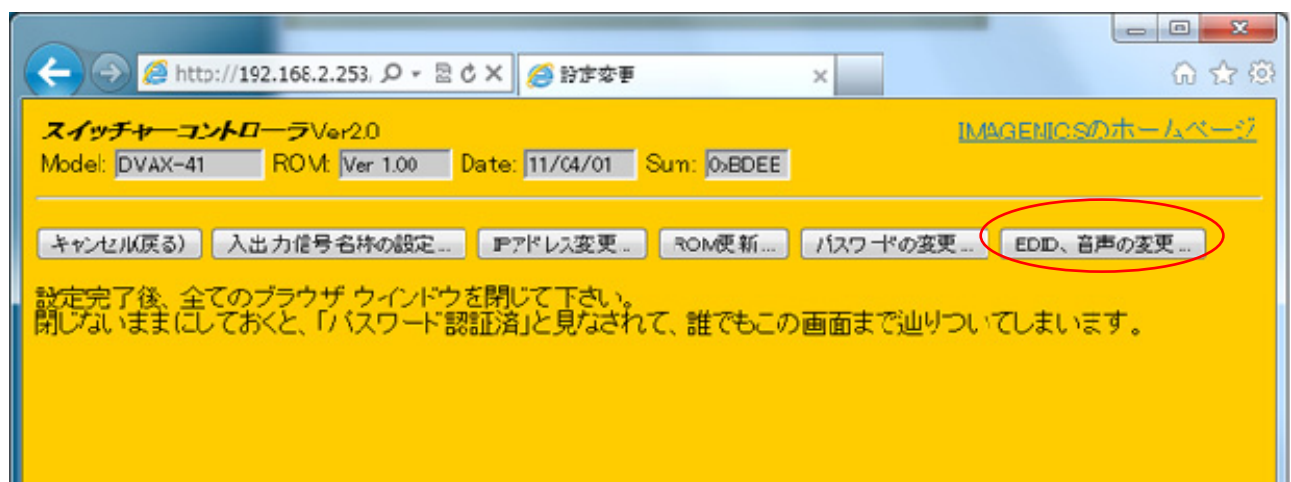 http://192.168.2.253, 設定変更
スイッチャーコントローラVer2.0 IMAGENICSのホームページ
Model: DVAX-41 ROM: Ver 1.00 Date: 11/04/01 Sum: 0xBDEE
キャンセル(戻る) 入出力信号名称の設定... IPアドレス変更... ROM更新... パスワードの変更... EDID、音声の変更...
設定完了後、全てのブラウザ ウインドウを閉じて下さい。
閉じないままにしておくと、「パスワード認証済」と見なされて、誰でもこの画面まで辿りついてしまいます。